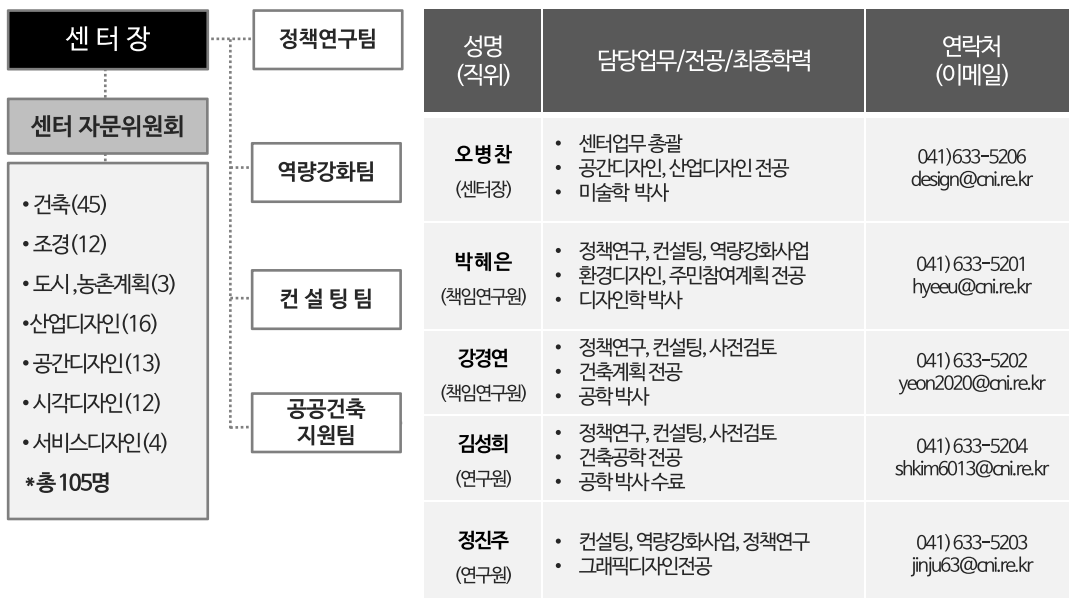 센 터 장
센터 자문위원회
• 건축(45)
• 조경(12)
• 도시 ,농촌계획(3)
•산업디자인(16)
• 공간디자인(13)
• 시각디자인(12)
• 서비스디자인(4)
*총 105명
정책연구팀
역량강화팀
컨 설 팅 팀
공공건축
지원팀
성명
(직위)
담당업무/전공/최종학력
연락처
(이메일)
오병찬
(센터장)
• 센터업무 총괄
• 공간디자인, 산업디자인 전공
• 미술학 박사
041) 633-5206
design@cni.re.kr
박혜은
(책임연구원)
• 정책연구, 컨설팅, 역량강화사업
• 환경디자인, 주민참여계획 전공
• 디자인학 박사
041) 633-5201
hyeeu@cni.re.kr
강경연
(책임연구원)
• 정책연구, 컨설팅, 사전검토
• 건축계획 전공
• 공학 박사
041) 633-5202
yeon2020@cni.re.kr
김성희
(연구원)
• 정책연구, 컨설팅, 사전검토
• 건축공학 전공
• 공학 박사 수료
041) 633-5204
shkim6013@cni.re.kr
정진주
(연구원)
• 컨설팅, 역량강화사업, 정책연구
• 그래픽디자인전공
041) 633-5203
jinju63@cni.re.kr